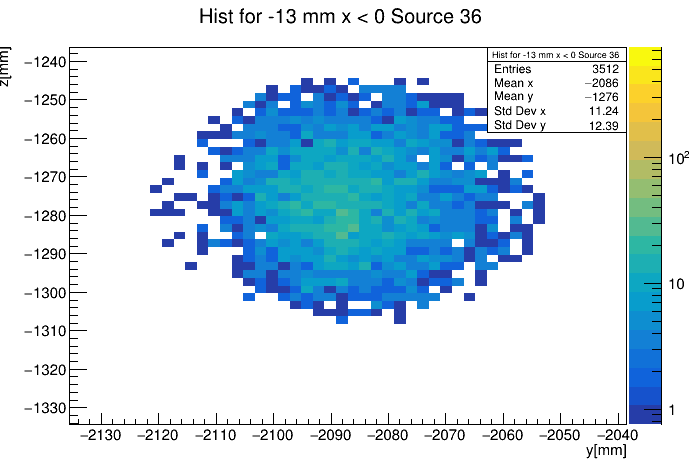 Hist for -13 mm x < 0 Source 36
z[mm]
−1240
−1250
−1260
−1270
−1280
−1290
−1300
−1310
−1320
−1330
Hist for -13 mm x < 0 Source 36
Entries 3512
Mean x −2086
Mean y −1276
Std Dev x 11.24
Std Dev y 12.39
10²
10
1
−2130 −2120 −2110 −2100 −2090 −2080 −2070 −2060 −2050 −2040
y[mm]